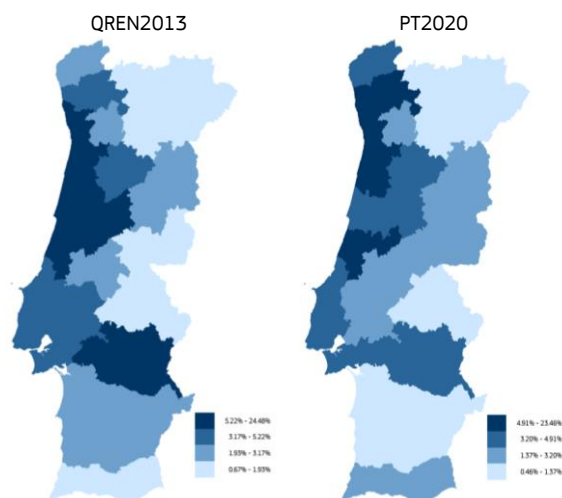 QREN2013
PT2020
5.22% - 24.46%
3.17% - 5.22%
1.93% - 3.17%
0.67% - 1.93%
4.91% - 23.46%
3.20% - 4.91%
1.37% - 3.20%
0.46% - 1.37%